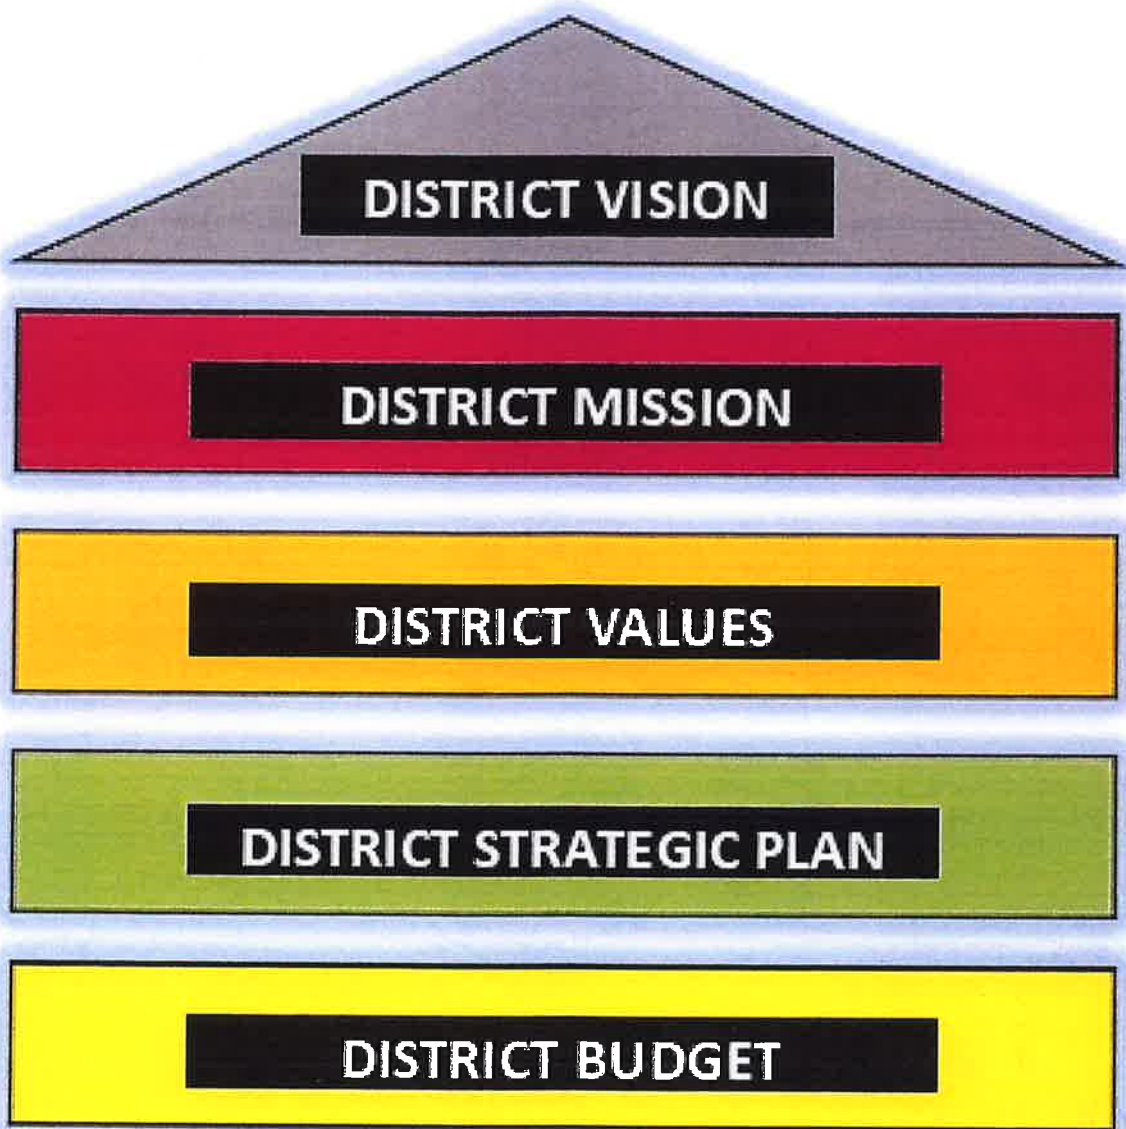 DISTRICT VISION
DISTRICT MISSION
DISTRICT VALUES
DISTRICT STRATEGIC PLAN
DISTRICT BUDGET